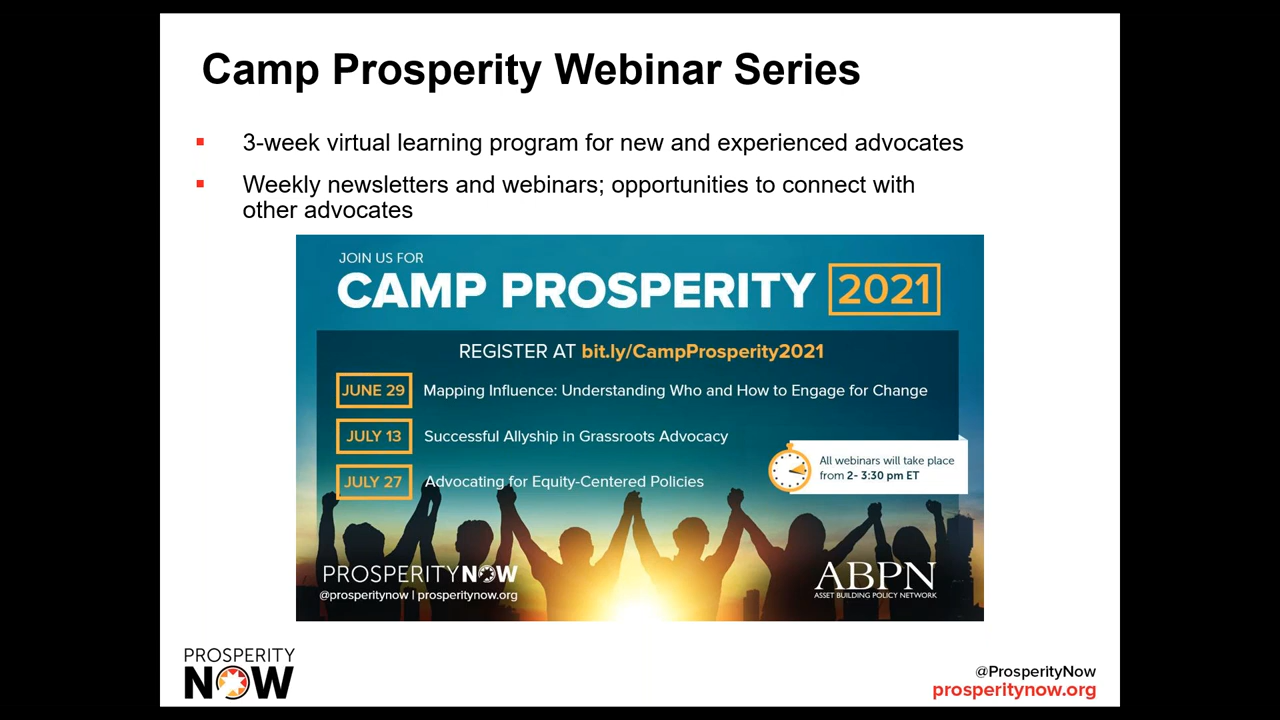 Camp Prosperity Webinar Series
3-week virtual learning program for new and experienced advocates
Weekly newsletters and webinars; opportunities to connect with
other advocates
JOIN US FOR
CAMP PROSPERITY 2021
REGISTER AT bit.ly/CampProsperity2021
JUNE 29 Mapping Influence: Understanding Who and How to Engage for Change
JULY 13 Successful Allyship in Grassroots Advocacy
JULY 27 Advocating for Equity-Centered Policies
All webinars will take place
from 2- 3:30 pm ET
PROSPERITY NOW
@prosperitynow | prosperitynow.org
ABPN
ASSET BUILDING POLICY NETWORK
PROSPERITY
NOW
@ProsperityNow
prosperitynow.org